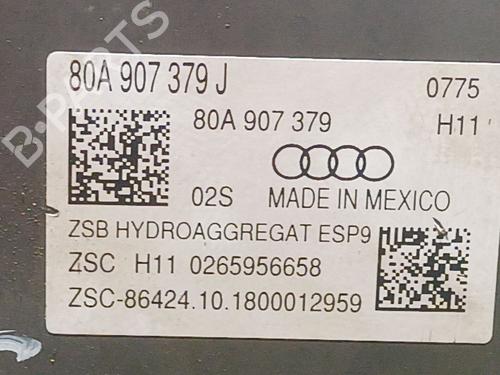 80A 907 379 J 0775
80A 907 379 H11
02S MADE IN MEXICO
ZSB HYDROAGGREGAT ESP9
ZSC H11 0265956658
ZSC-86424.10.1800012959
B-PARTS